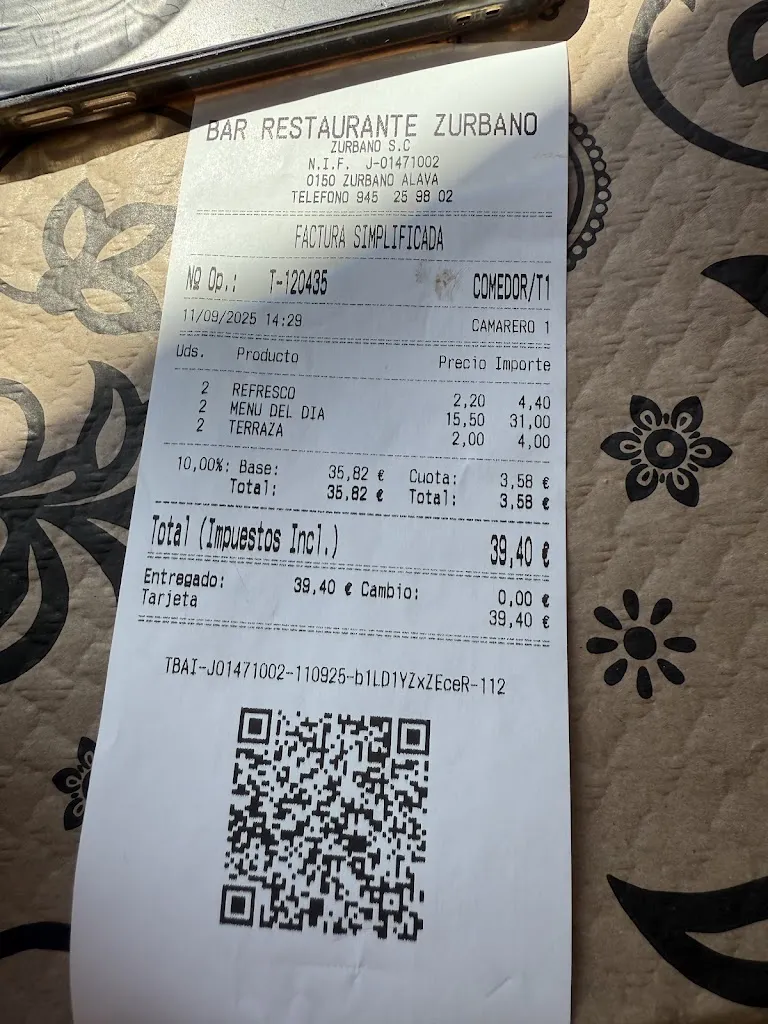 BAR RESTAURANTE ZURBANO
ZURBANO S.C
N.I.F. J-01471002
0150 ZURBANO ALAVA
TELEFONO 945 25 98 02
FACTURA SIMPLIFICADA
Nº Op.: T-120435 COMEDOR/T1
11/09/2025 14:29 CAMARERO 1
Uds. Producto Precio Importe
2 REFRESCO 2,20 4,40
2 MENU DEL DIA 15,50 31,00
2 TERRAZA 2,00 4,00
10,00%: Base: 35,82 € Cuota: 3,58 €
Total: 35,82 € Total: 3,58 €
Total (Impuestos Incl.) 39,40 €
Entregado: 39,40 € Cambio: 0,00 €
Tarjeta 39,40 €
TBAI-J01471002-110925-b1LD1YZxZEceR-112